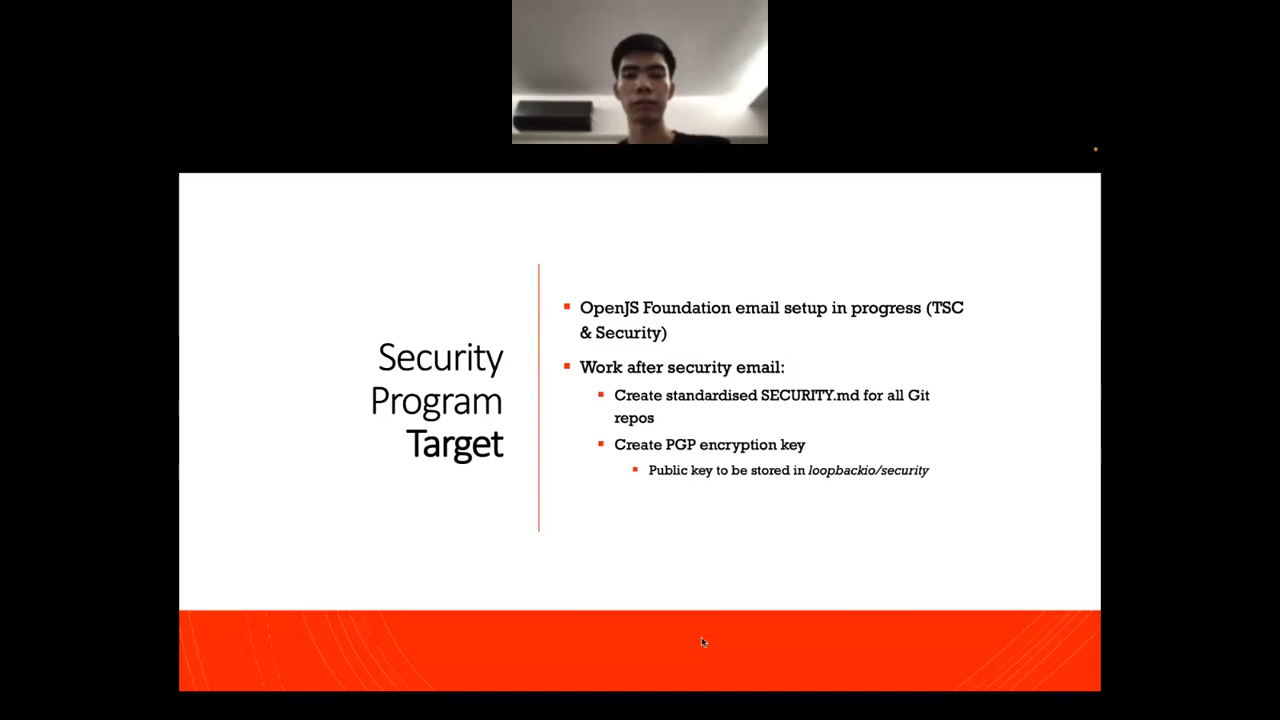 Security
Program
Target
OpenJS Foundation email setup in progress (TSC
& Security)
Work after security email:
Create standardised SECURITY.md for all Git
repos
Create PGP encryption key
Public key to be stored in loopbackio/security